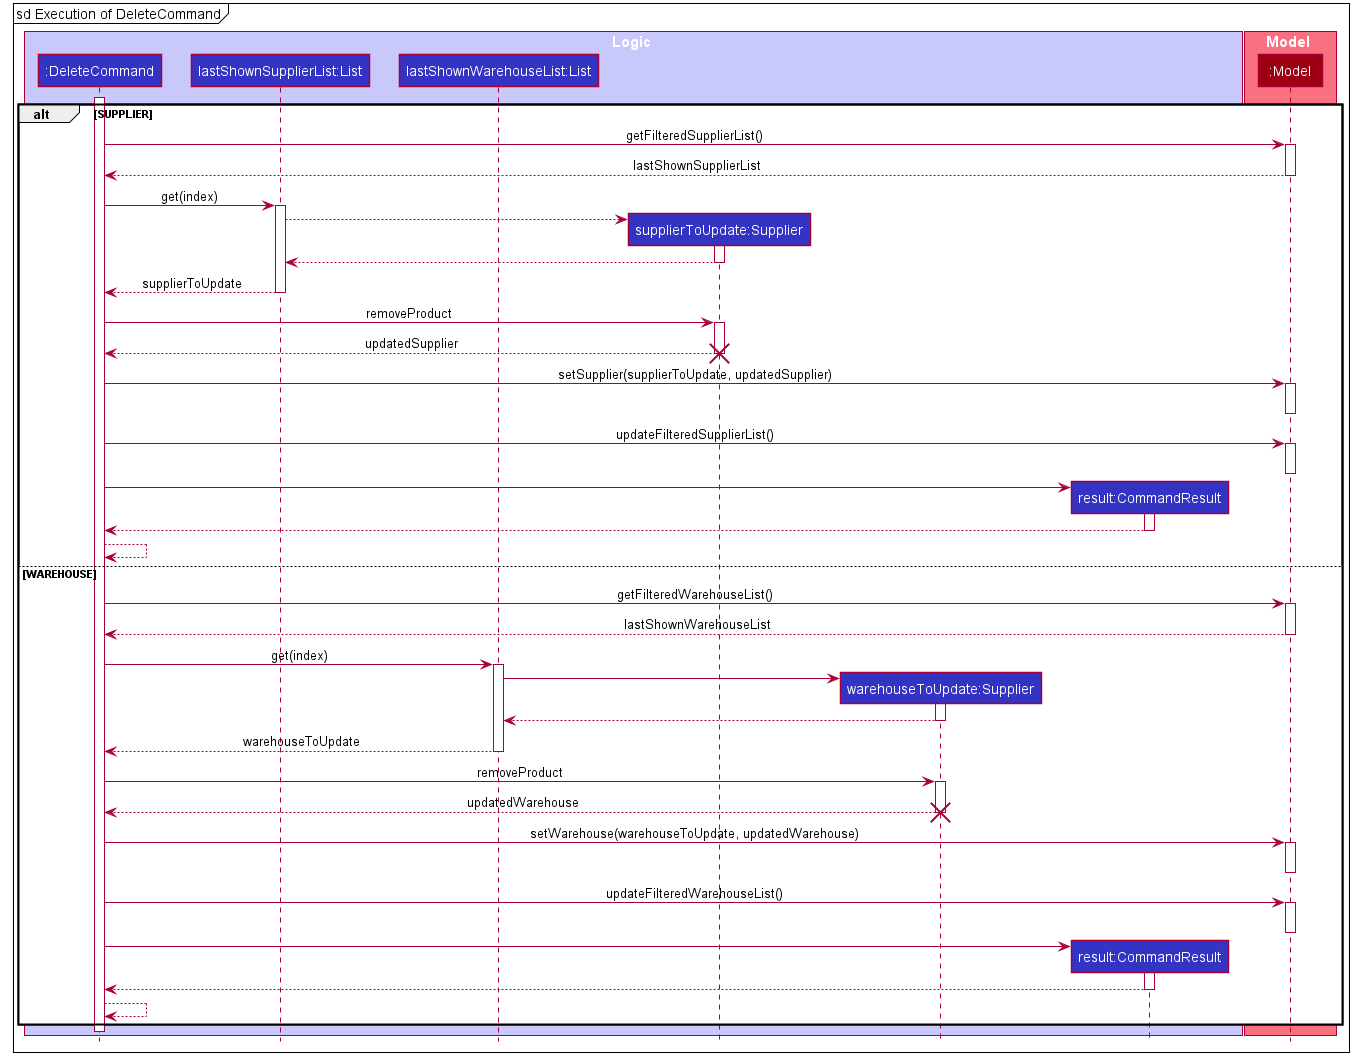 sd Execution of DeleteCommand
Logic
Model
:DeleteCommand
lastShownSupplierList:List
lastShownWarehouseList:List
:Model
alt
[SUPPLIER]
getFilteredSupplierList()
lastShownSupplierList
get(index)
supplierToUpdate:Supplier
supplierToUpdate
removeProduct
updatedSupplier
setSupplier(supplierToUpdate, updatedSupplier)
updateFilteredSupplierList()
result:CommandResult
[WAREHOUSE]
getFilteredWarehouseList()
lastShownWarehouseList
get(index)
warehouseToUpdate:Supplier
warehouseToUpdate
removeProduct
updatedWarehouse
setWarehouse(warehouseToUpdate, updatedWarehouse)
updateFilteredWarehouseList()
result:CommandResult